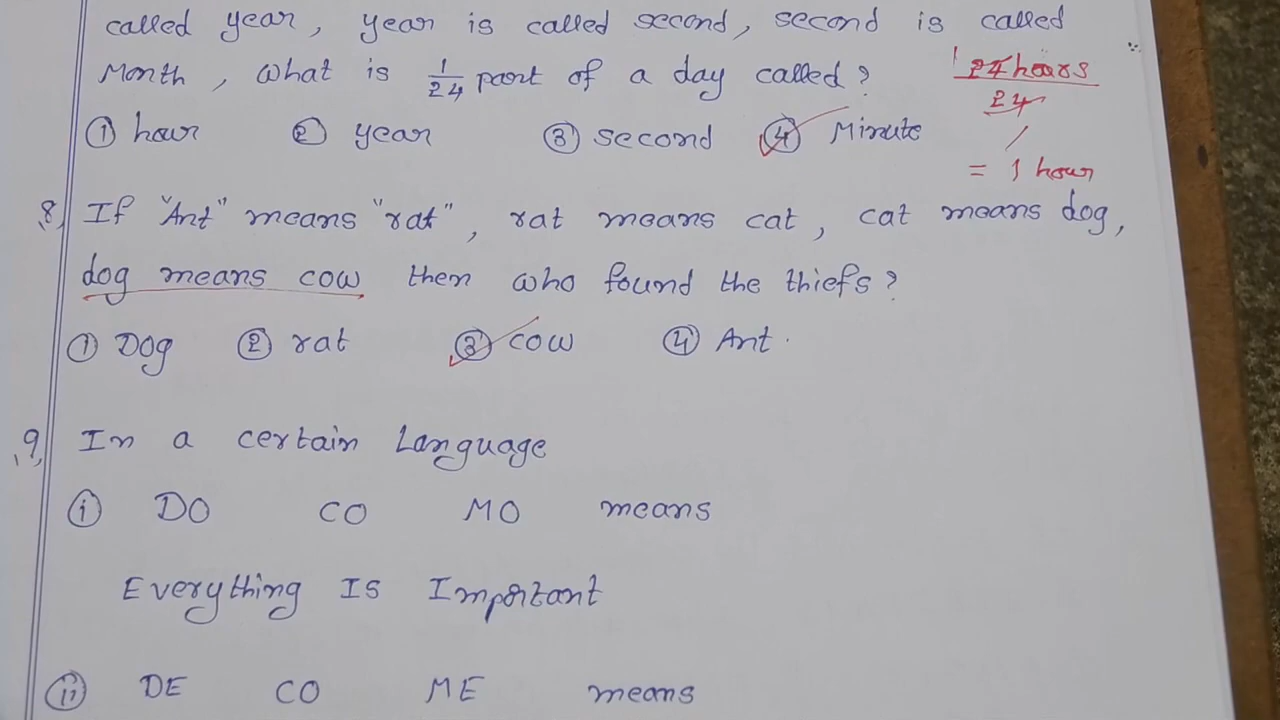 called year, year is called second, second is called
Month, what is 1/24 part of a day called?
24 hours
24
= 1 hour
① hour ② year ③ second ④ Minute
8, If "Ant" means "rat", rat means cat, cat means dog,
dog means cow then who found the thiefs?
① Dog ② rat ③ cow ④ Ant.
9, In a certain Language
ⓘ DO CO MO means
Everything Is Important
ii DE CO ME means